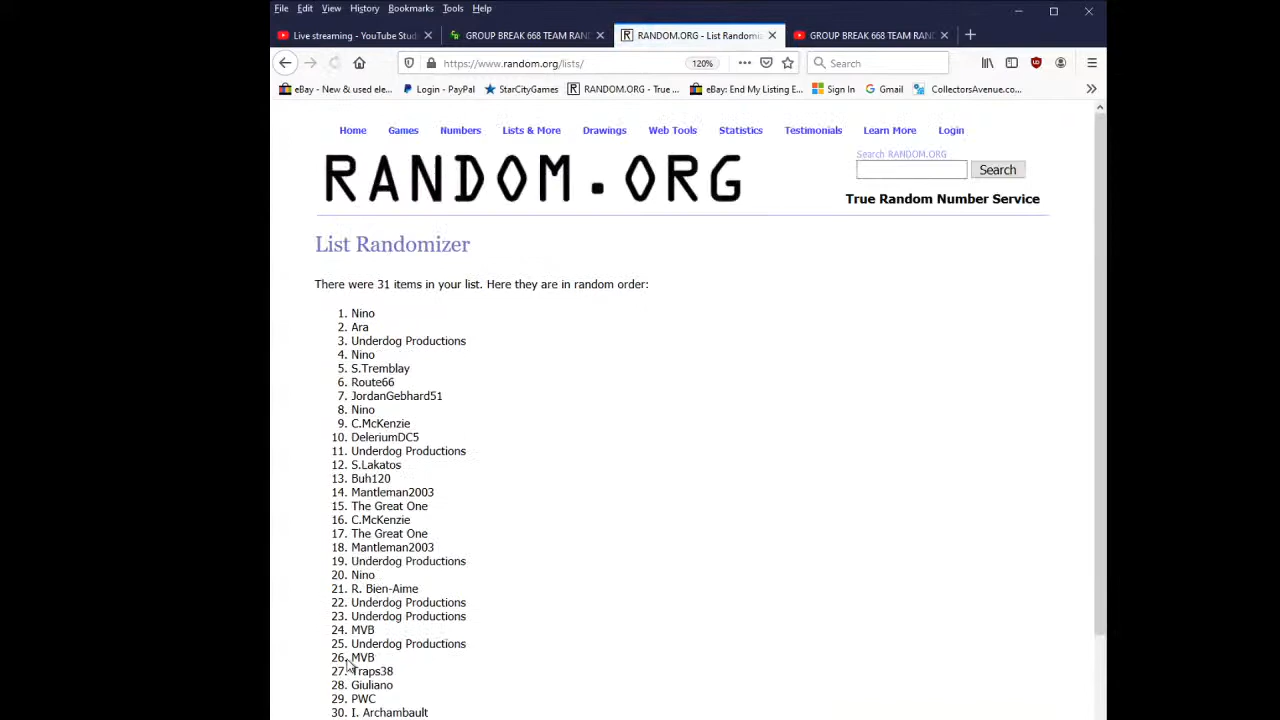 File Edit View History Bookmarks Tools Help
Live streaming - YouTube Stud GROUP BREAK 668 TEAM RAN RANDOM.ORG - List Randomiz GROUP BREAK 668 TEAM RAN
https://www.random.org/lists/ 120% Search
eBay - New & used ele... Login - PayPal StarCityGames RANDOM.ORG - True ... eBay: End My Listing E... Sign In Gmail CollectorsAvenue.co...
Home Games Numbers Lists & More Drawings Web Tools Statistics Testimonials Learn More Login
Search RANDOM.ORG
RANDOM.ORG
Search
True Random Number Service
List Randomizer
There were 31 items in your list. Here they are in random order:
1. Nino
2. Ara
3. Underdog Productions
4. Nino
5. S.Tremblay
6. Route66
7. JordanGebhard51
8. Nino
9. C.McKenzie
10. DeleriumDC5
11. Underdog Productions
12. S.Lakatos
13. Buh120
14. Mantleman2003
15. The Great One
16. C.McKenzie
17. The Great One
18. Mantleman2003
19. Underdog Productions
20. Nino
21. R. Bien-Aime
22. Underdog Productions
23. Underdog Productions
24. MVB
25. Underdog Productions
26. MVB
27. Traps38
28. Giuliano
29. PWC
30. I. Archambault